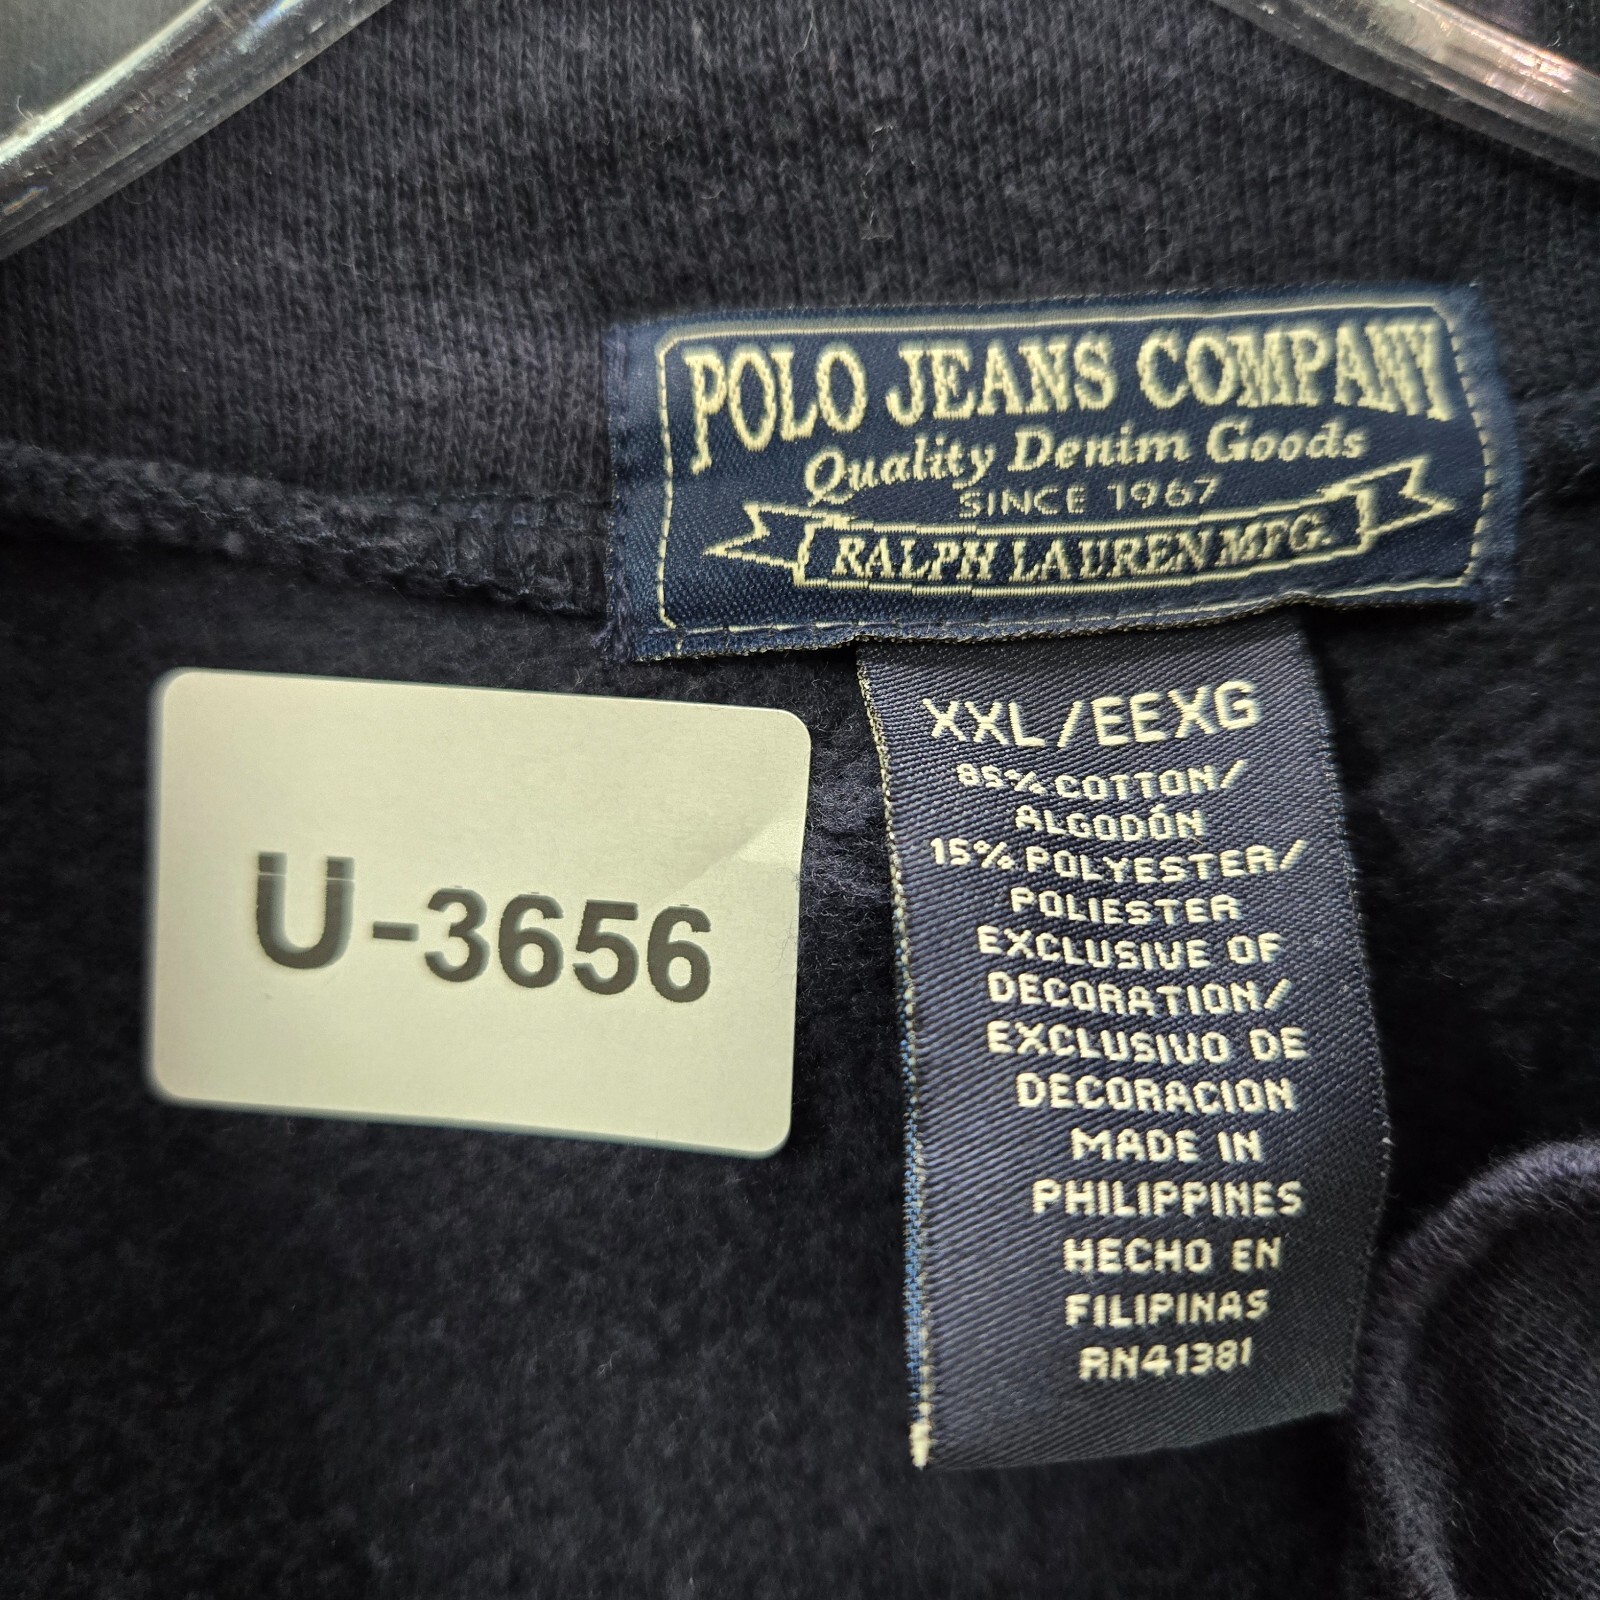 POLO JEANS COMPANY
Quality Denim Goods
SINCE 1967
RALPH LAUREN MFG.
U-3656
XXL/EEXG
85% COTTON/
ALGODÓN
15% POLYESTER/
POLIESTER
EXCLUSIVE OF
DECORATION/
EXCLUSIVO DE
DECORACION
MADE IN
PHILIPPINES
HECHO EN
FILIPINAS
RN41381